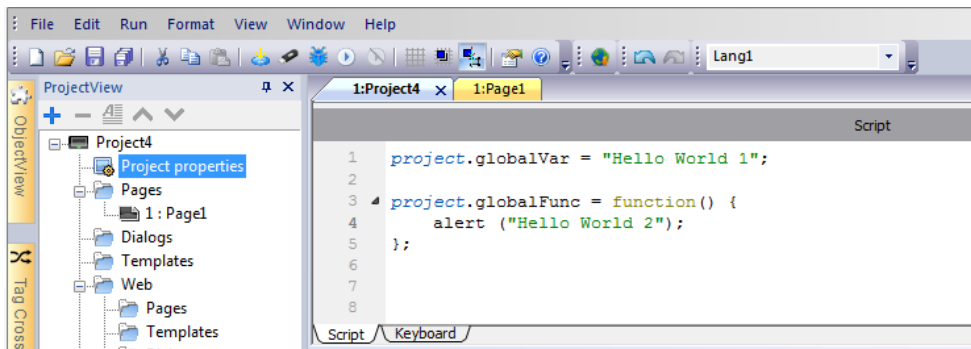 File Edit Run Format View Window Help
Lang1
ObjectView
Tag Cross
ProjectView
Project4
Project properties
Pages
1 : Page1
Dialogs
Templates
Web
Pages
Templates
1:Project4 x 1:Page1
Script
1 project.globalVar = "Hello World 1";
2
3 project.globalFunc = function() {
4 alert ("Hello World 2");
5 };
6
7
8
Script Keyboard